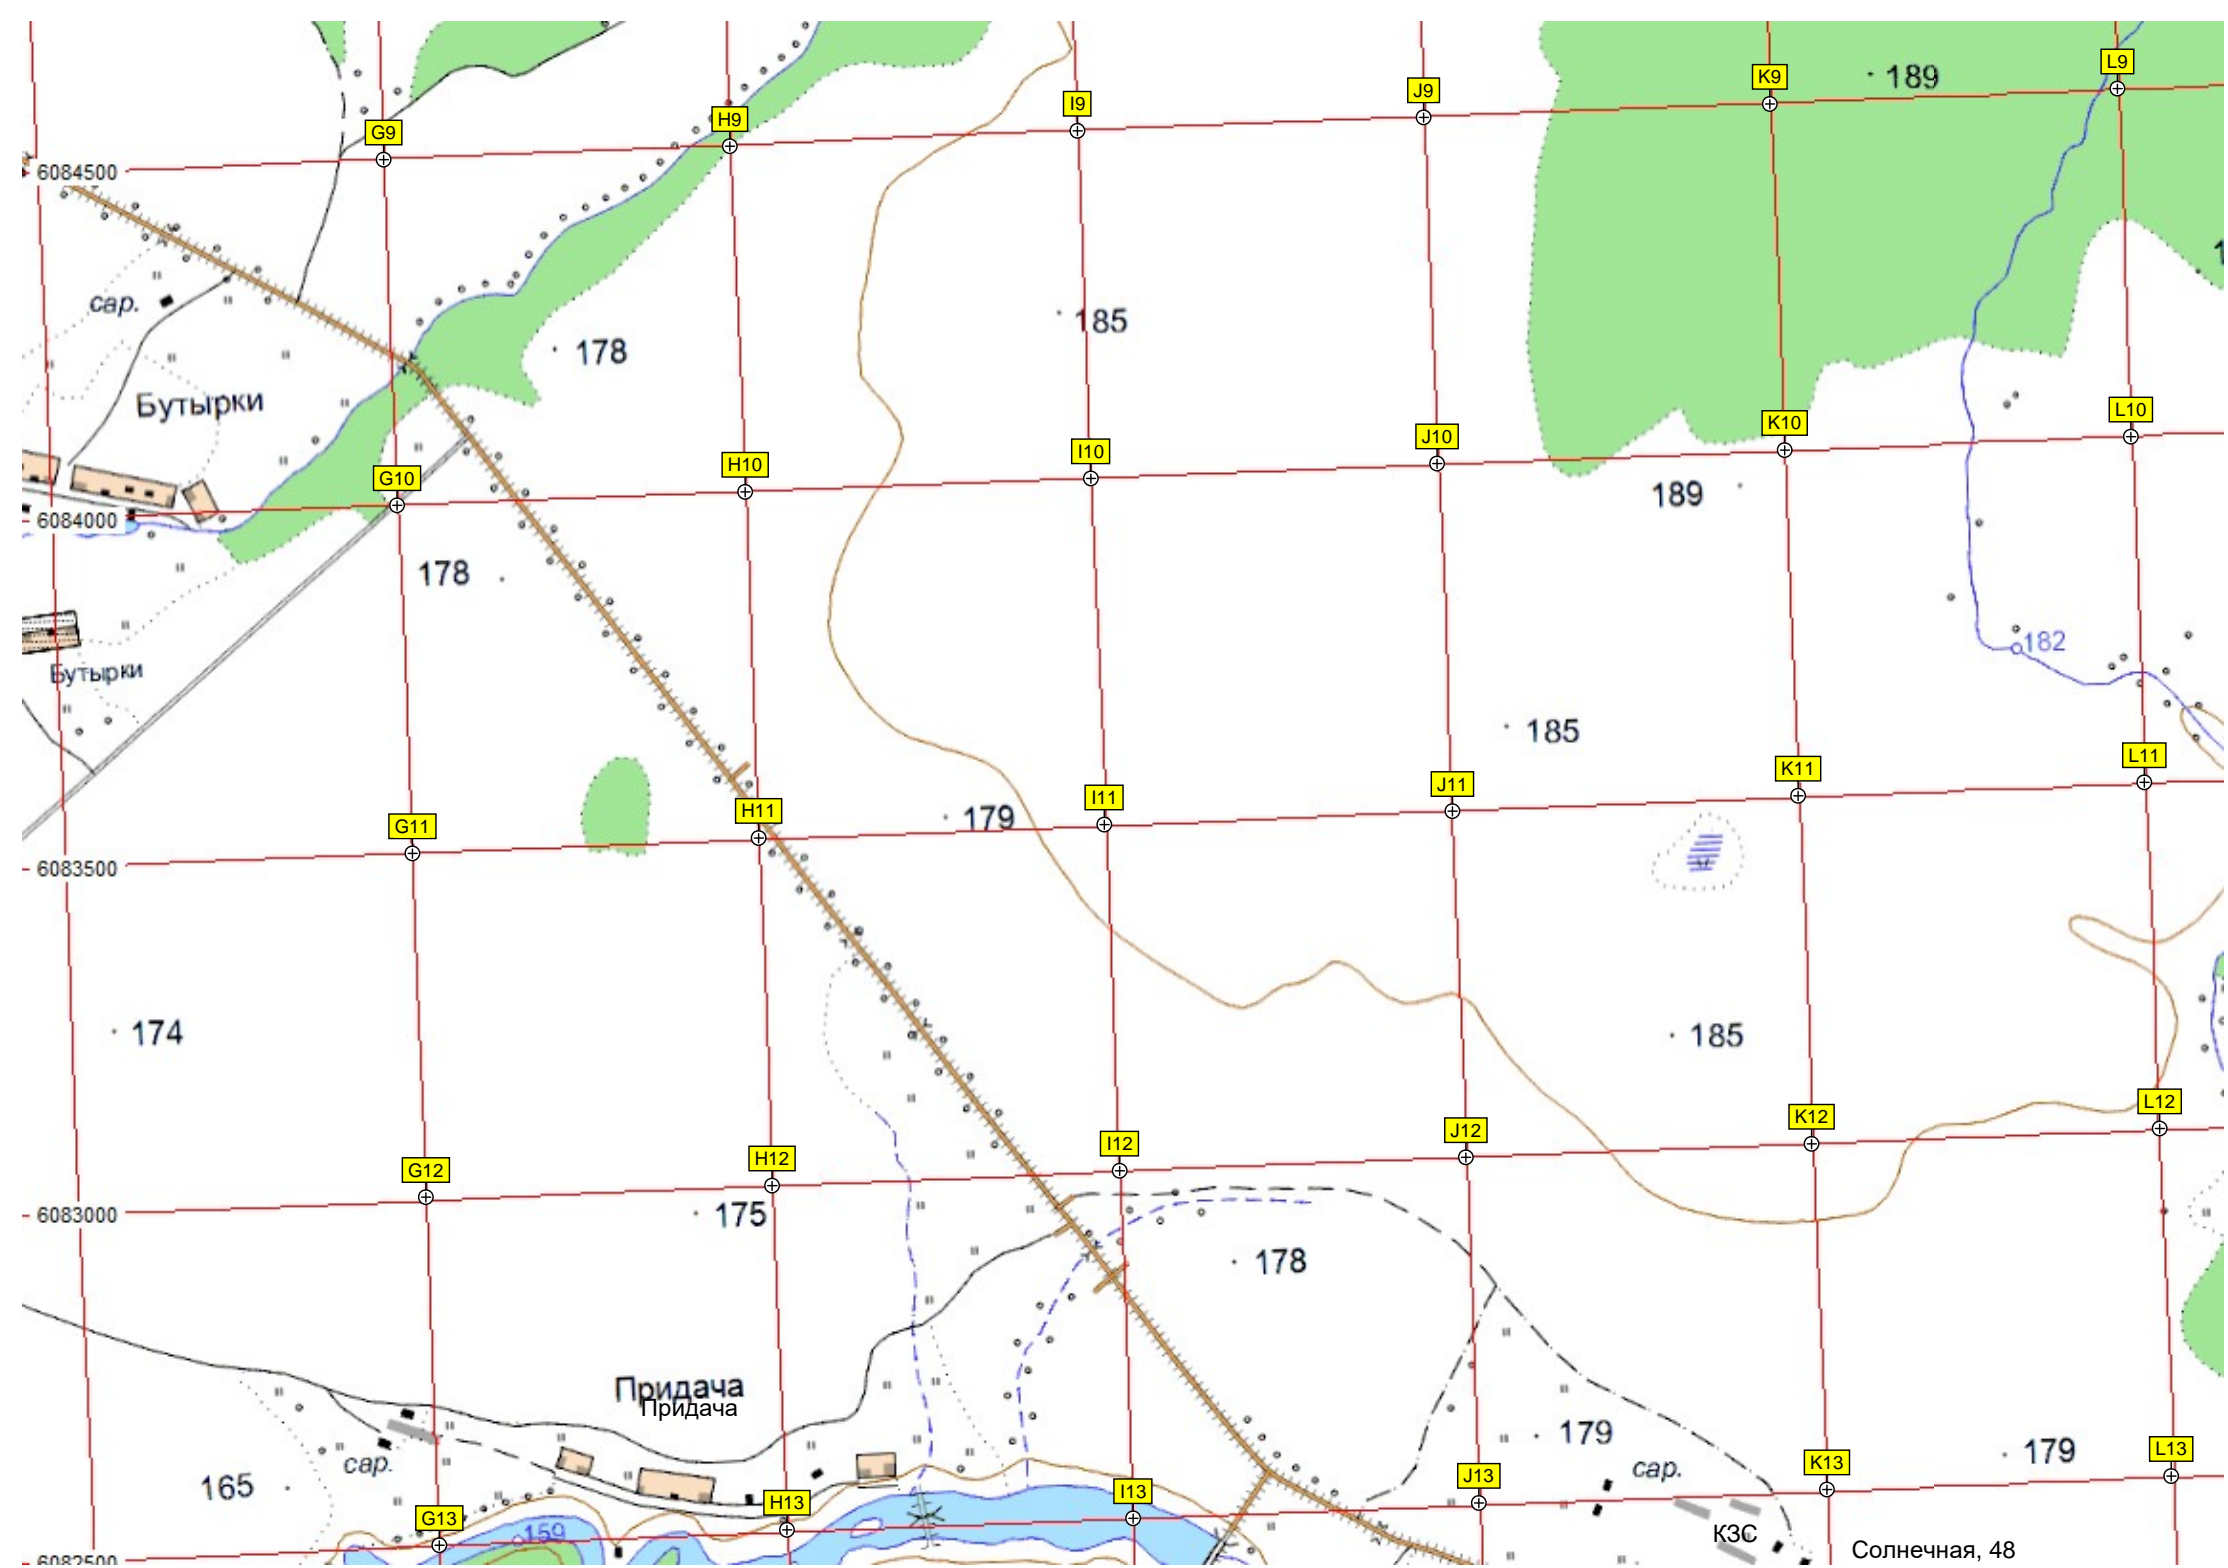 L9
K9 189
J9
I9
H9
G9
6084500
сар.
185
178
Бутырки
L10
K10
J10
I10
H10
G10
189
6084000
178
182
Бутырки
185
L11
K11
J11
I11
H11
G11
179
6083500
174
185
L12
K12
J12
I12
H12
G12
6083000
175
178
Придача
Придача
179
179
L13
сар.
сар.
K13
J13
I13
H13
G13
165
159
КЗС
Солнечная, 48
6082500